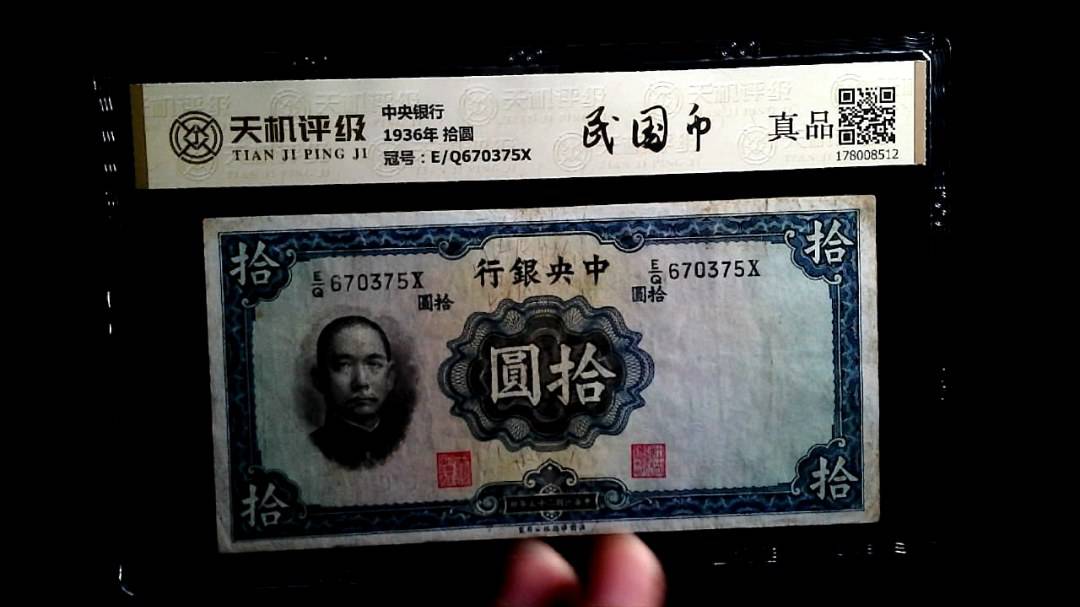 天机评级
TIAN JI PING JI
中央银行
1936年 拾圆
冠号：E/Q670375X
民国币
真品
178008512
拾
拾
E/Q 670375X
行銀央中
E/Q 670375X
圓拾
圓拾
圓拾
拾
拾